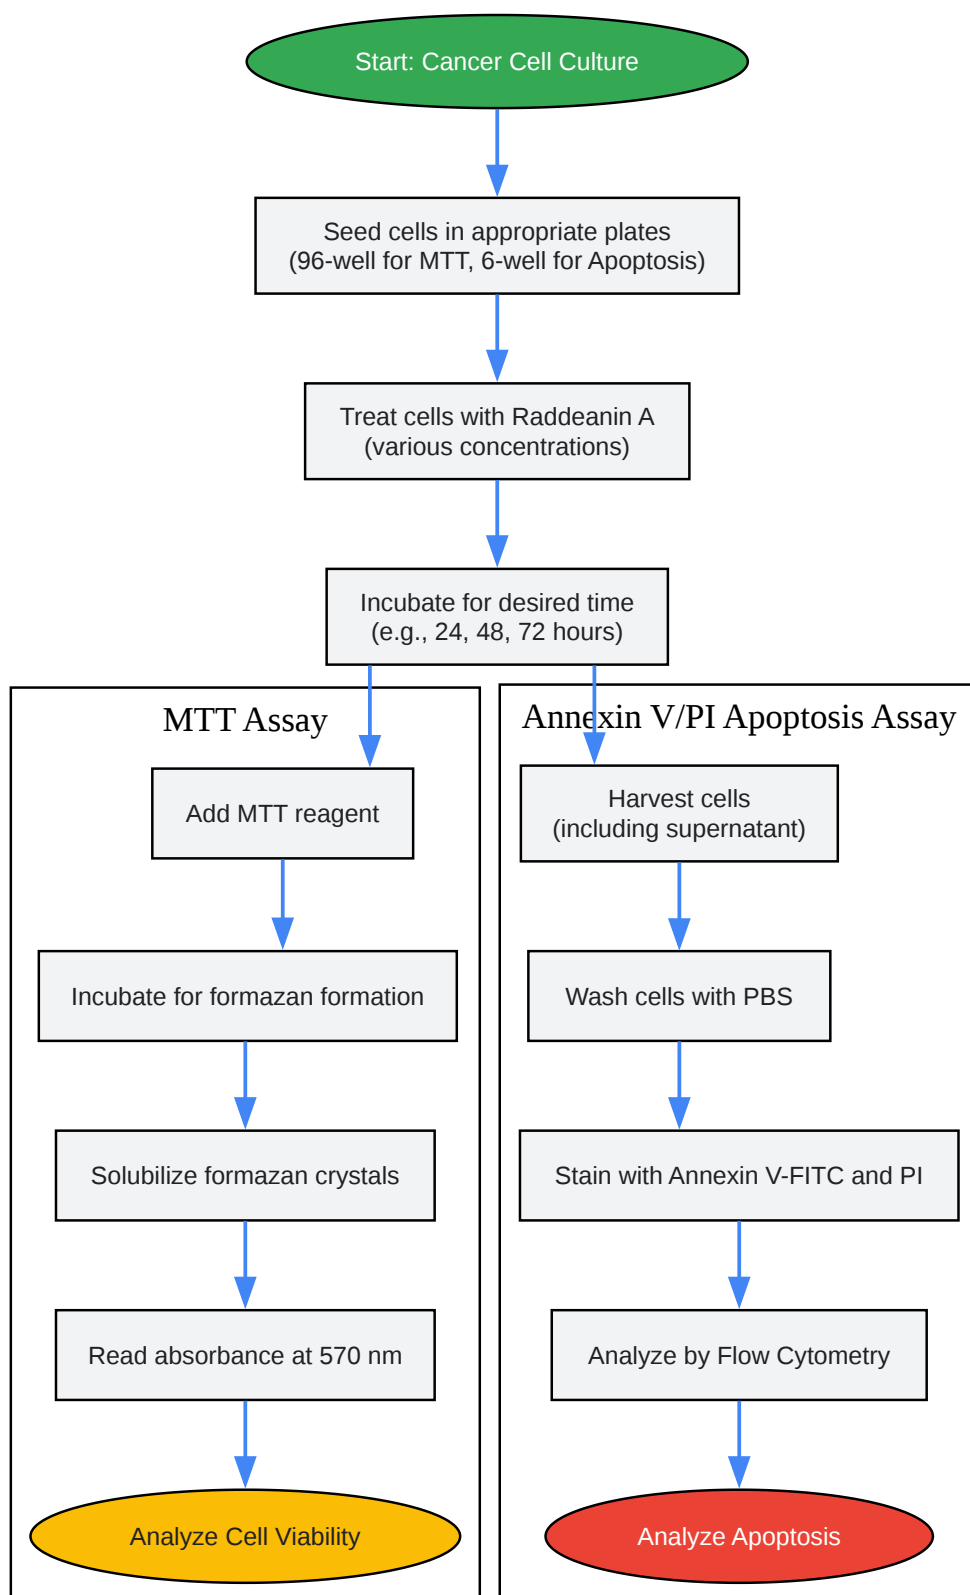 Start: Cancer Cell Culture
Seed cells in appropriate plates
(96-well for MTT, 6-well for Apoptosis)
Treat cells with Raddeanin A
(various concentrations)
Incubate for desired time
(e.g., 24, 48, 72 hours)
MTT Assay
Add MTT reagent
Incubate for formazan formation
Solubilize formazan crystals
Read absorbance at 570 nm
Analyze Cell Viability
Annexin V/PI Apoptosis Assay
Harvest cells
(including supernatant)
Wash cells with PBS
Stain with Annexin V-FITC and PI
Analyze by Flow Cytometry
Analyze Apoptosis